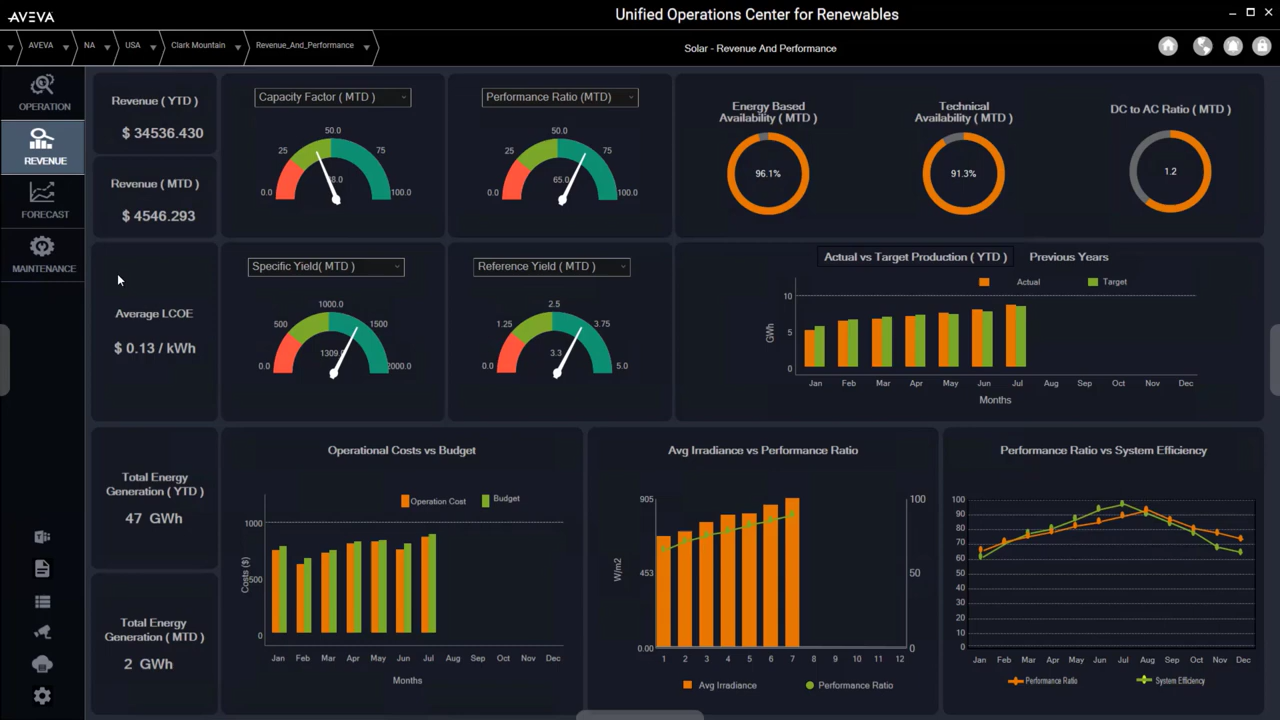 AVEVA
Unified Operations Center for Renewables
AVEVA
NA
USA
Clark Mountain
Revenue_And_Performance
Solar - Revenue And Performance
OPERATION
REVENUE
FORECAST
MAINTENANCE
Revenue ( YTD )
$ 34536.430
Revenue ( MTD )
$ 4546.293
Average LCOE
$ 0.13 / kWh
Total Energy
Generation ( YTD )
47 GWh
Total Energy
Generation ( MTD )
2 GWh
Capacity Factor ( MTD )
50.0
25
75
0.0
100.0
Performance Ratio (MTD)
50.0
25
75
0.0
65.0
100.0
Energy Based
Availability ( MTD )
96.1%
Technical
Availability ( MTD )
91.3%
DC to AC Ratio ( MTD )
1.2
Specific Yield( MTD )
1000.0
500
1500
0.0
1309.
2000.0
Reference Yield ( MTD )
2.5
1.25
3.75
0.0
3.3
5.0
Actual vs Target Production ( YTD )
Previous Years
Actual
Target
10
5
0
GWh
Jan Feb Mar Apr May Jun Jul Aug Sep Oct Nov Dec
Months
Operational Costs vs Budget
Operation Cost
Budget
1000
500
0
Costs ($)
Jan Feb Mar Apr May Jun Jul Aug Sep Oct Nov Dec
Months
Avg Irradiance vs Performance Ratio
905
453
0.00
W/m2
100
50
0
1 2 3 4 5 6 7 8 9 10 11 12
Avg Irradiance
Performance Ratio
Performance Ratio vs System Efficiency
100
90
80
70
60
50
40
30
20
10
0
Jan Feb Mar Apr May Jun Jul Aug Sep Oct Nov Dec
Performance Ratio
System Efficiency